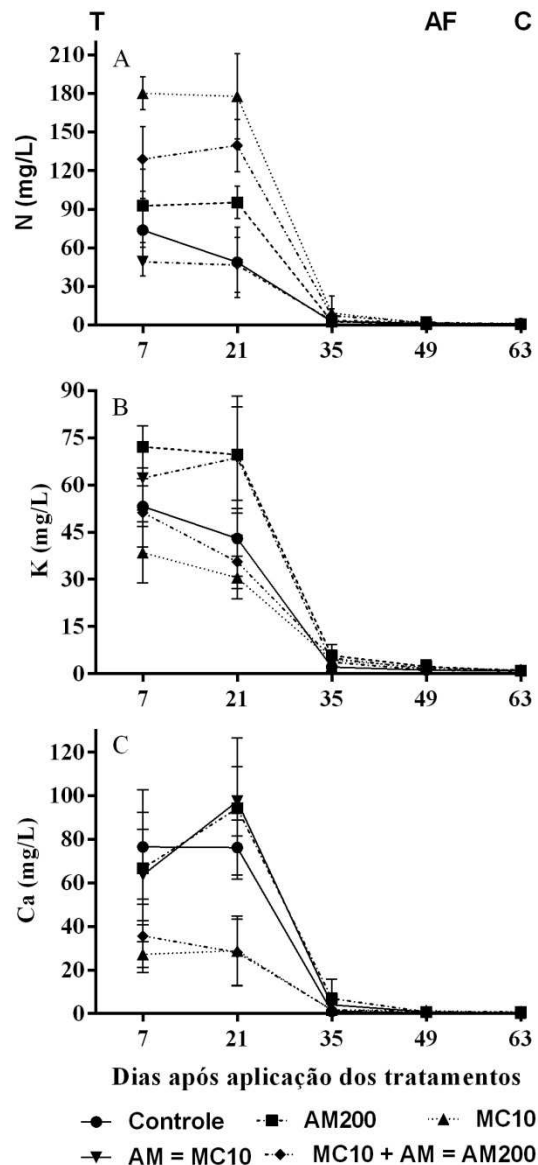 T AF C
A
N (mg/L)
210
180
150
120
90
60
30
0
7 21 35 49 63
B
K (mg/L)
90
75
60
45
30
15
0
7 21 35 49 63
C
Ca (mg/L)
120
100
80
60
40
20
0
7 21 35 49 63
Dias após aplicação dos tratamentos
Controle AM200 MC10
AM = MC10 MC10 + AM = AM200